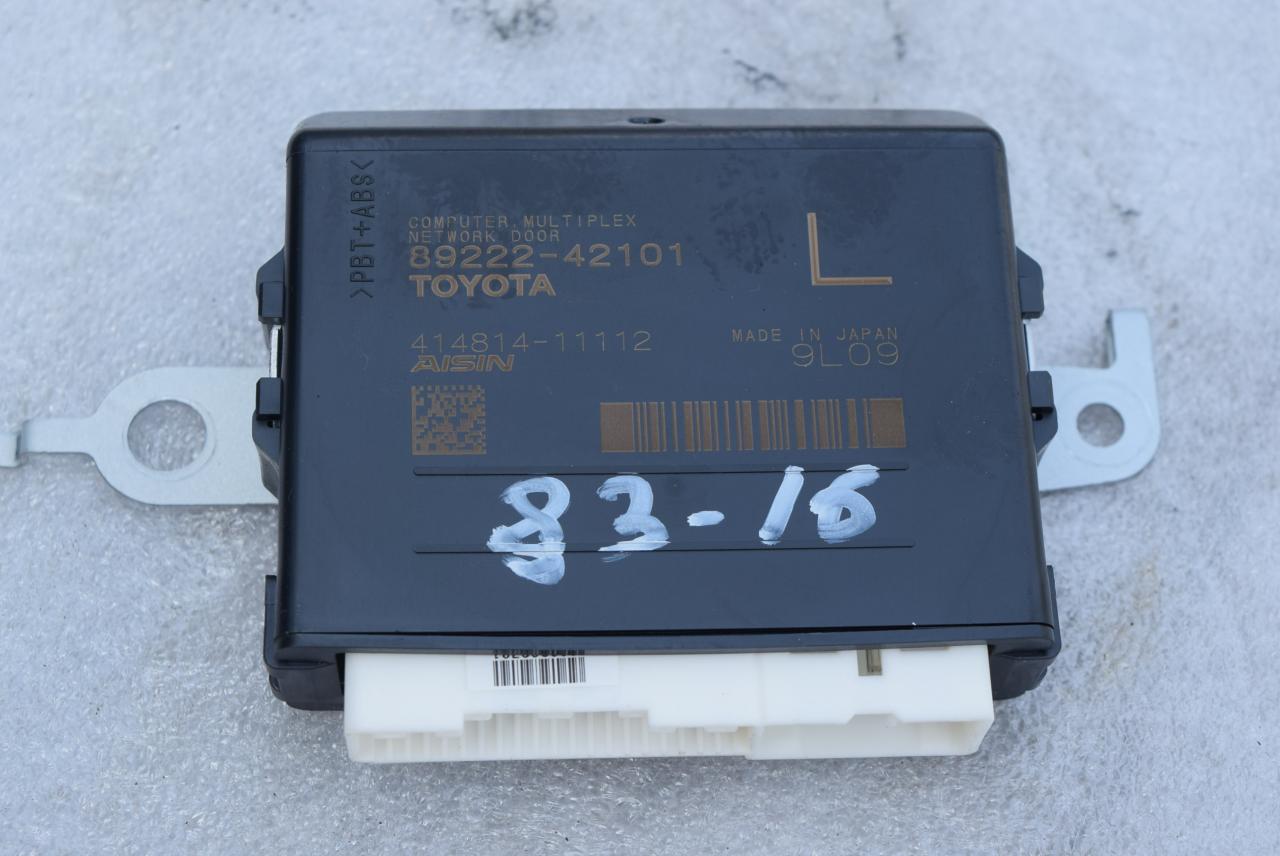 >PBT+ABS<
COMPUTER, MULTIPLEX
NETWORK DOOR
89222-42101
TOYOTA
L
414814-11112
AISIN
MADE IN JAPAN
9L09
83-16